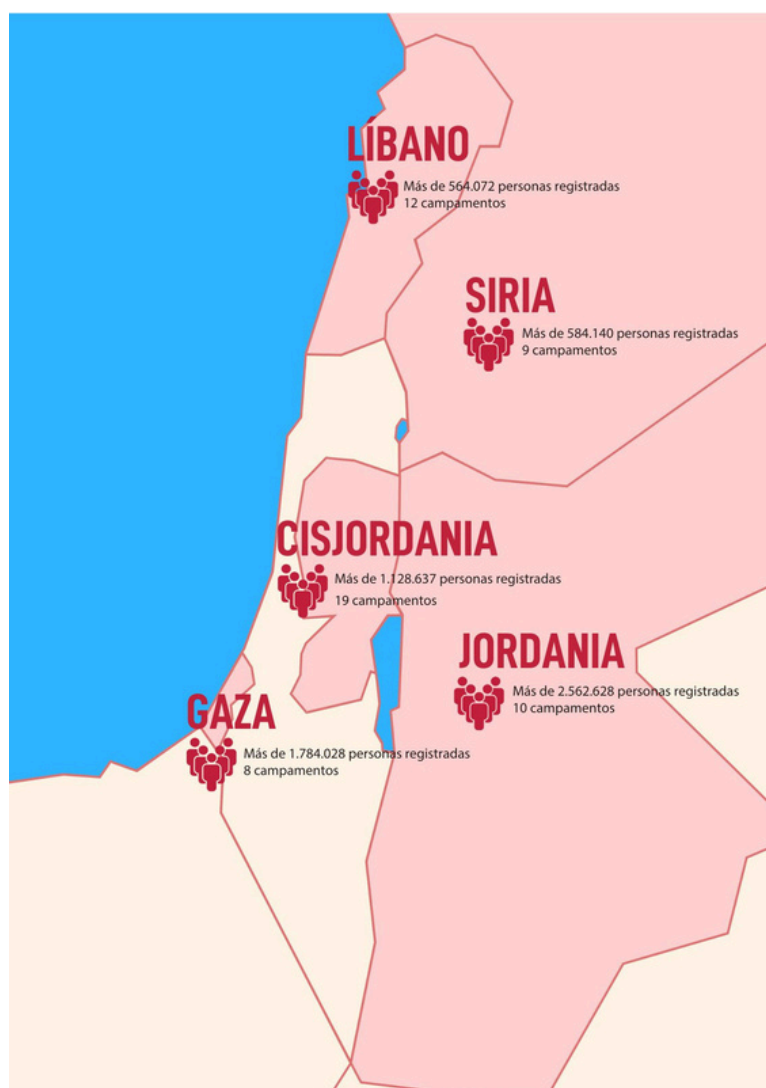 LÍBANO
Más de 564.072 personas registradas
12 campamentos
SIRIA
Más de 584.140 personas registradas
9 campamentos
CISJORDANIA
Más de 1.128.637 personas registradas
19 campamentos
JORDANIA
Más de 2.562.628 personas registradas
10 campamentos
GAZA
Más de 1.784.028 personas registradas
8 campamentos